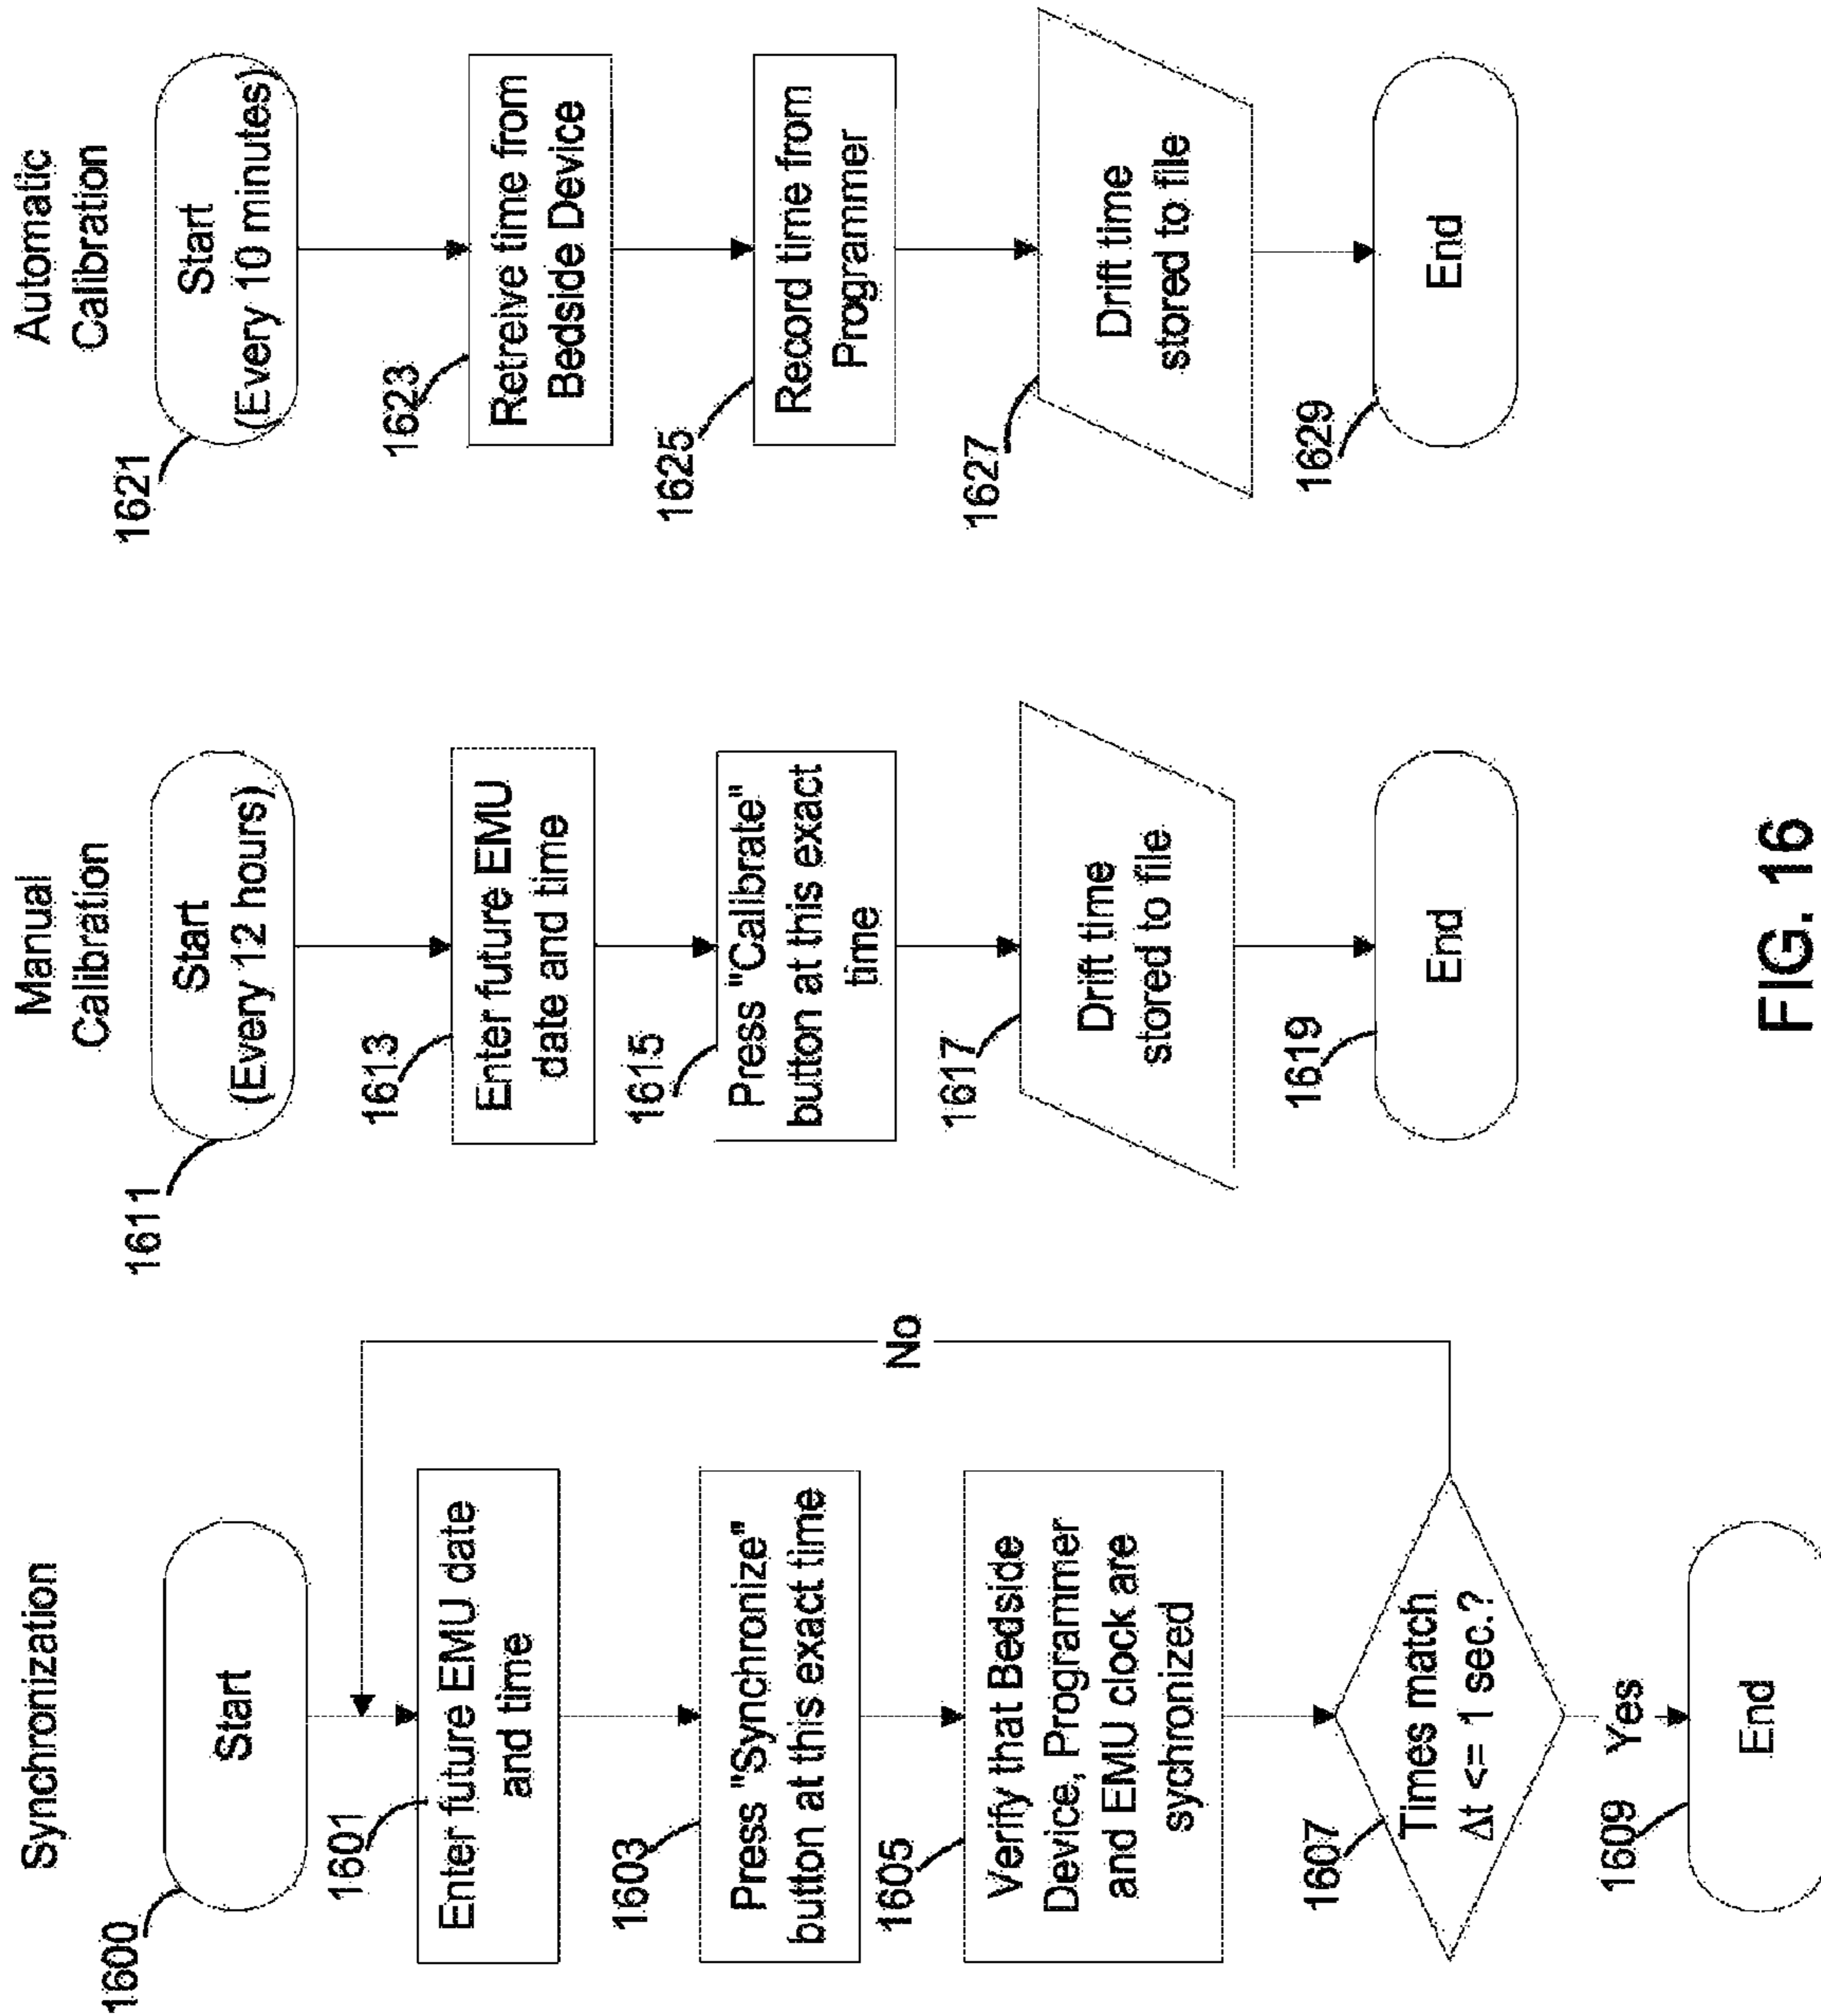 Synchronization
1600
Start
1601
Enter future EMU date
and time
1603
Press "Synchronize"
button at this exact time
1605
Verify that Bedside
Device, Programmer
and EMU clock are
sychronized
1607
Times match
Δt <= 1 sec.?
No
Yes
1609
End
Manual
Calibration
1611
Start
(Every 12 hours)
1613
Enter future EMU
date and time
1615
Press "Calibrate"
button at this exact
time
1617
Drift time
stored to file
1619
End
Automatic
Calibration
1621
Start
(Every 10 minutes)
1623
Retreive time from
Bedside Device
1625
Record time from
Programmer
1627
Drift time
stored to file
1629
End
FIG. 16